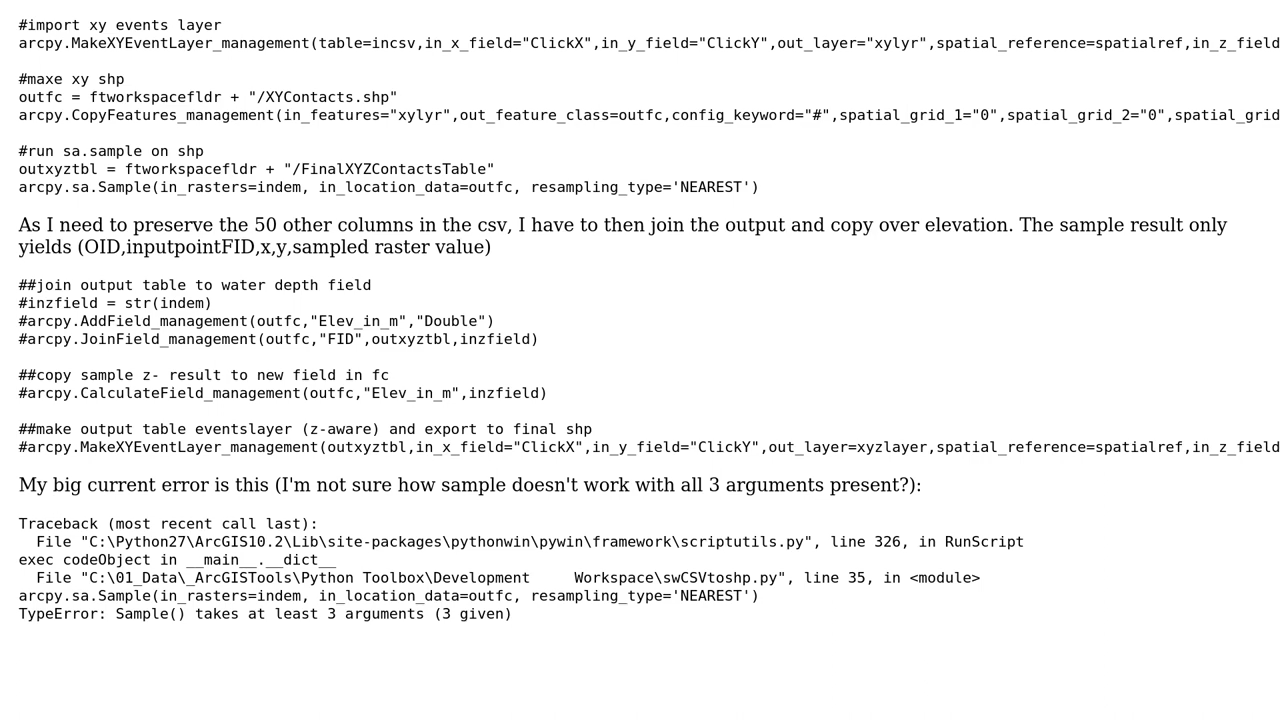 #import xy events layer
arcpy.MakeXYEventLayer_management(table=incsv,in_x_field="ClickX",in_y_field="ClickY",out_layer="xylyr",spatial_reference=spatialref,in_z_field
#maxe xy shp
outfc = ftworkspacefldr + "/XYContacts.shp"
arcpy.CopyFeatures_management(in_features="xylyr",out_feature_class=outfc,config_keyword="#",spatial_grid_1="0",spatial_grid_2="0",spatial_grid
#run sa.sample on shp
outxyztbl = ftworkspacefldr + "/FinalXYZContactsTable"
arcpy.sa.Sample(in_rasters=indem, in_location_data=outfc, resampling_type='NEAREST')
As I need to preserve the 50 other columns in the csv, I have to then join the output and copy over elevation. The sample result only
yields (OID,inputpointFID,x,y,sampled raster value)
##join output table to water depth field
#inzfield = str(indem)
#arcpy.AddField_management(outfc,"Elev_in_m","Double")
#arcpy.JoinField_management(outfc,"FID",outxyztbl,inzfield)
##copy sample z- result to new field in fc
#arcpy.CalculateField_management(outfc,"Elev_in_m",inzfield)
##make output table eventslayer (z-aware) and export to final shp
#arcpy.MakeXYEventLayer_management(outxyztbl,in_x_field="ClickX",in_y_field="ClickY",out_layer=xyzlayer,spatial_reference=spatialref,in_z_field
My big current error is this (I'm not sure how sample doesn't work with all 3 arguments present?):
Traceback (most recent call last):
  File "C:\Python27\ArcGIS10.2\Lib\site-packages\pythonwin\pywin\framework\scriptutils.py", line 326, in RunScript
exec codeObject in __main__.__dict__
  File "C:\01_Data\_ArcGISTools\Python Toolbox\Development     Workspace\swCSVtoshp.py", line 35, in <module>
arcpy.sa.Sample(in_rasters=indem, in_location_data=outfc, resampling_type='NEAREST')
TypeError: Sample() takes at least 3 arguments (3 given)